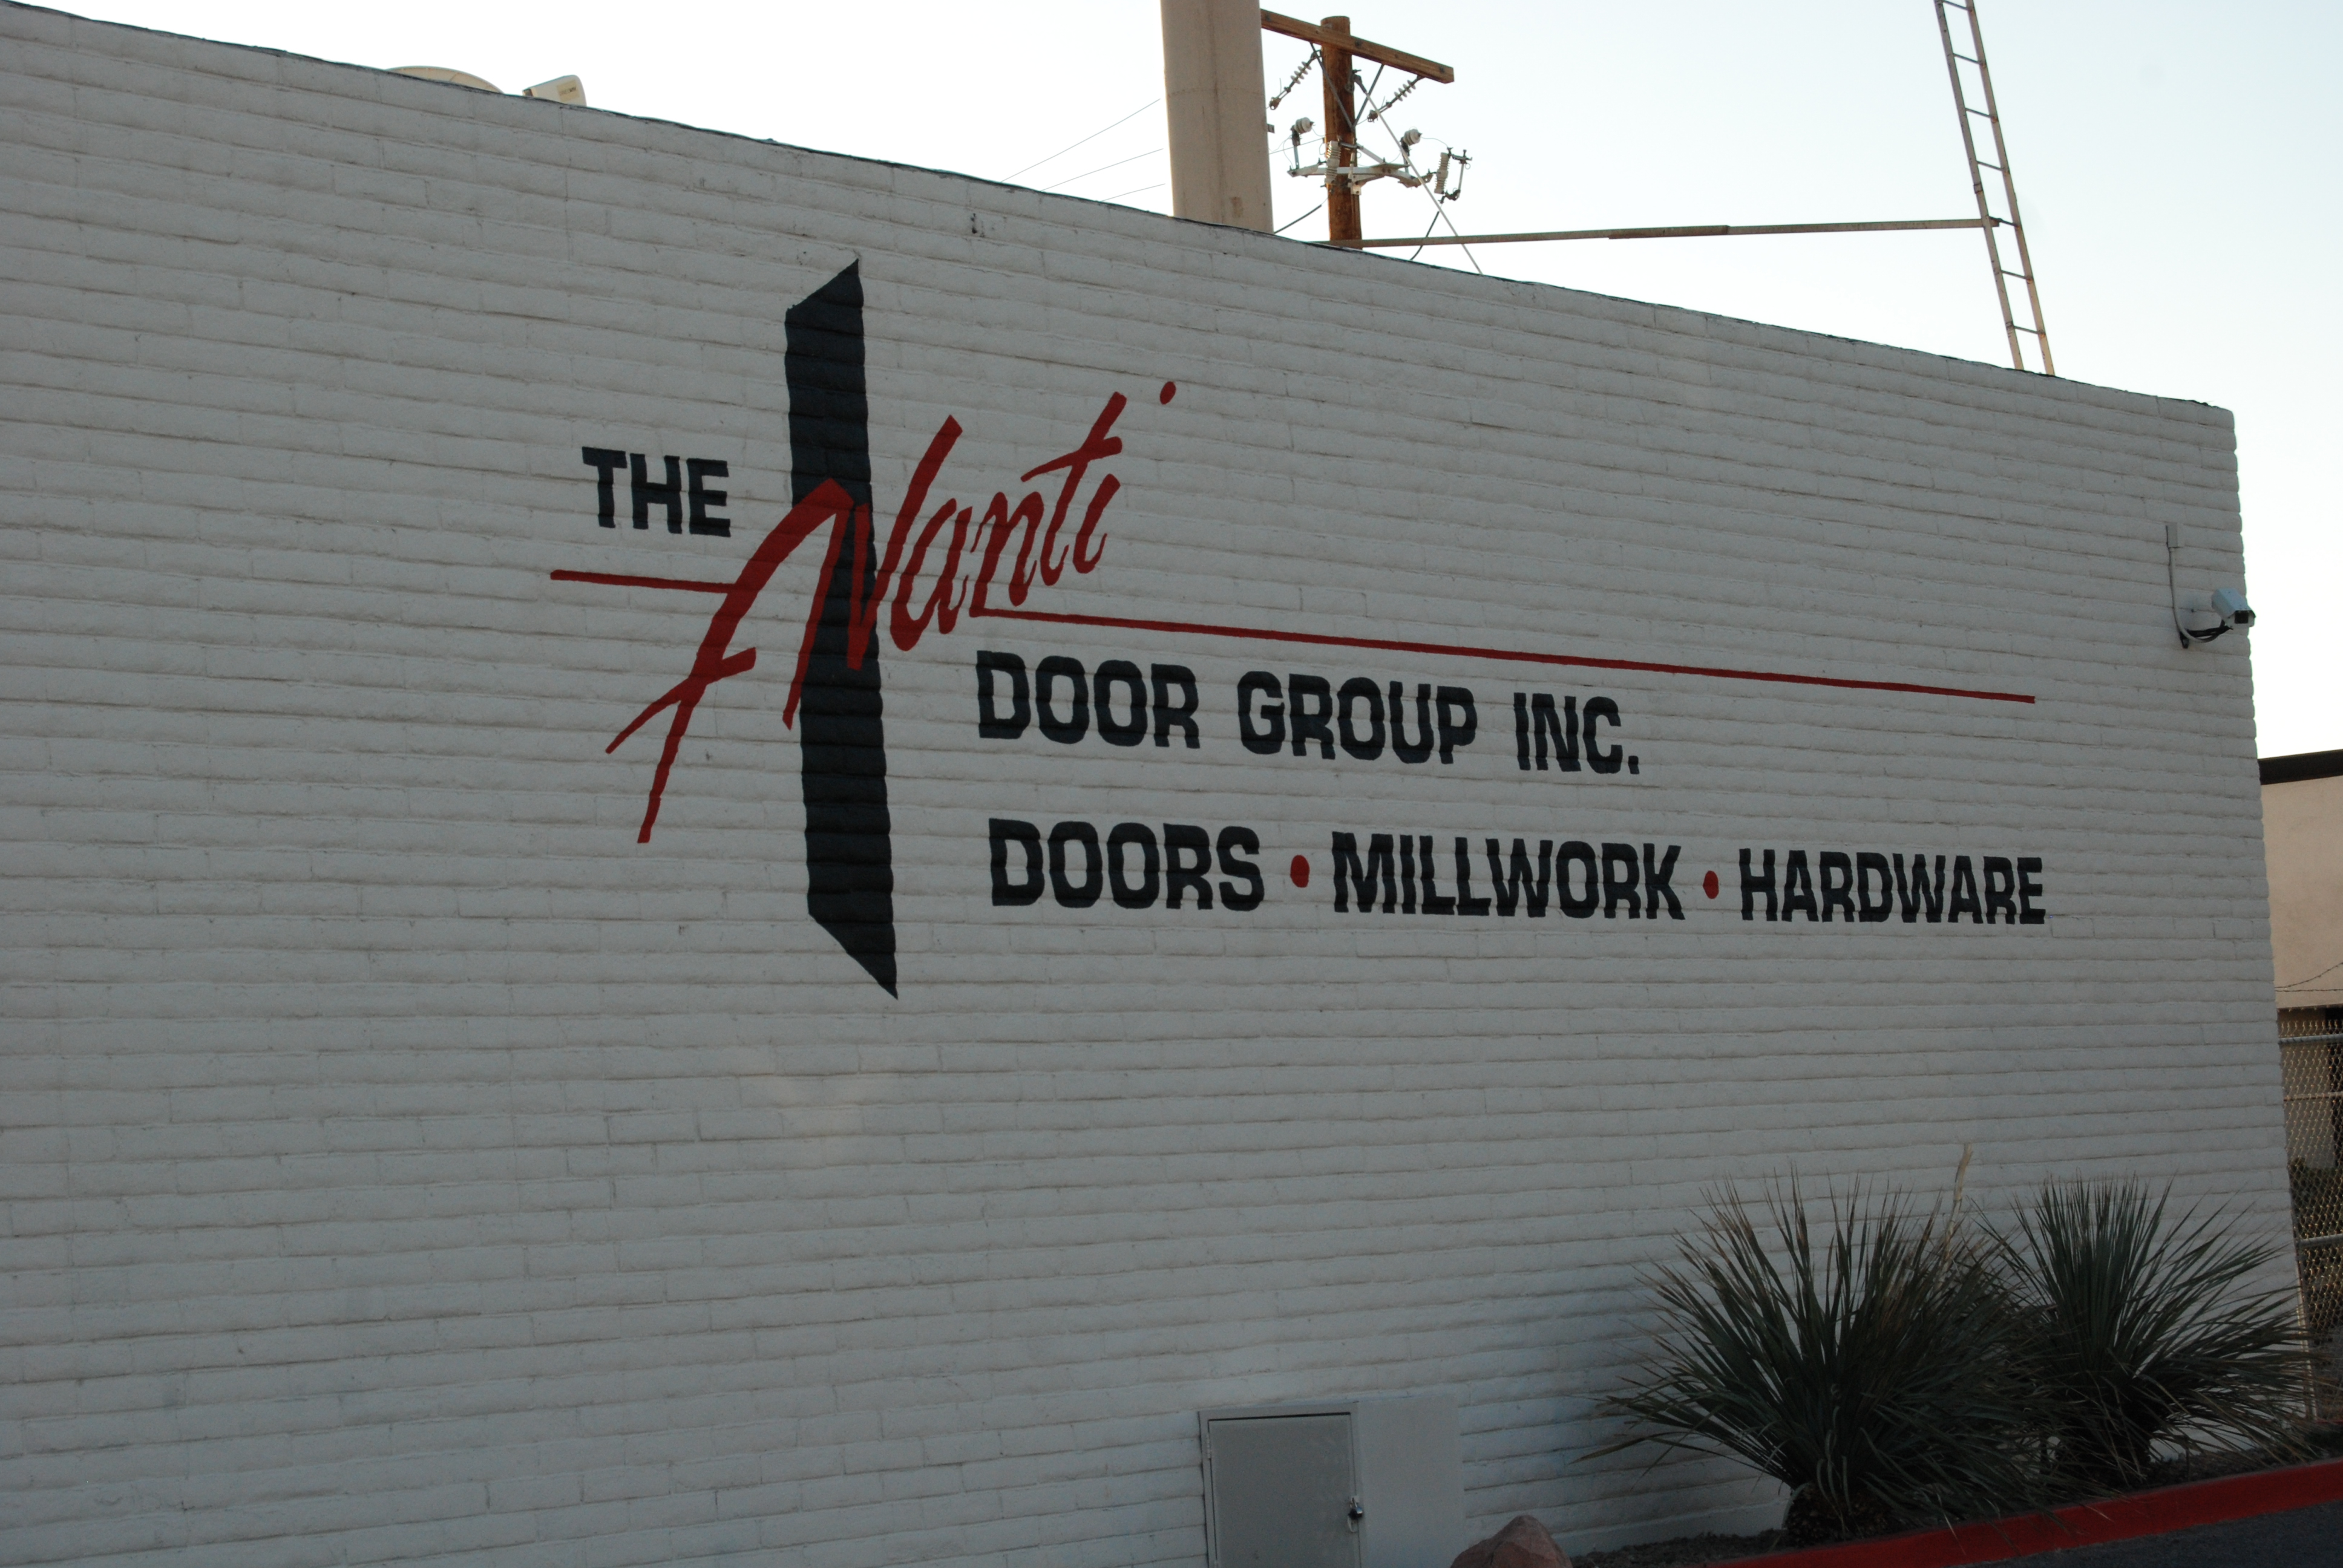 THE
Avanti
DOOR GROUP INC.
DOORS • MILLWORK • HARDWARE